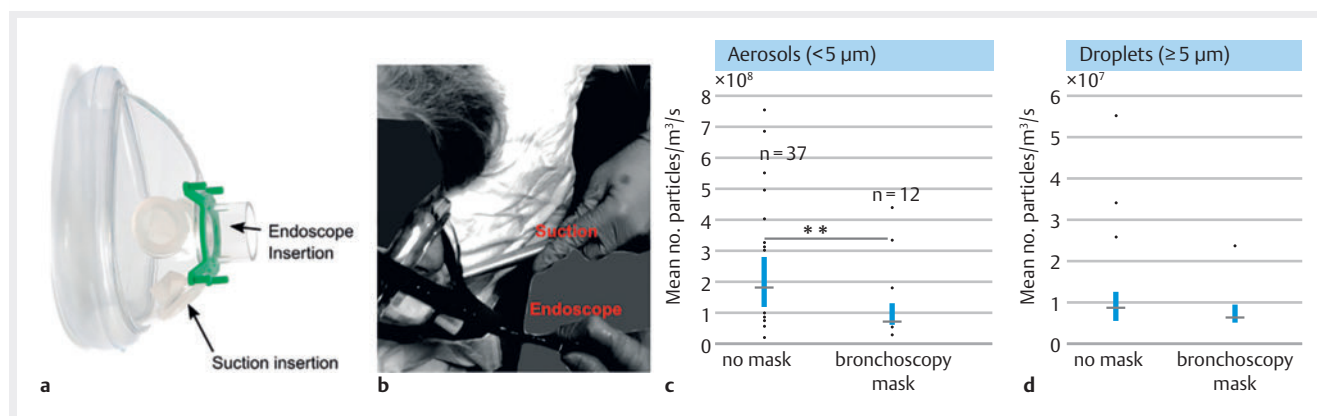 Endoscope
Insertion
Suction insertion
a
Suction
Endoscope
b
Aerosols (<5 µm)
×10⁸
Mean no. particles/m³/s
8
7
6
5
4
3
2
1
0
n = 37
n = 12
**
no mask
bronchoscopy
mask
c
Droplets (≥ 5 µm)
×10⁷
Mean no. particles/m³/s
6
5
4
3
2
1
0
no mask
bronchoscopy
mask
d